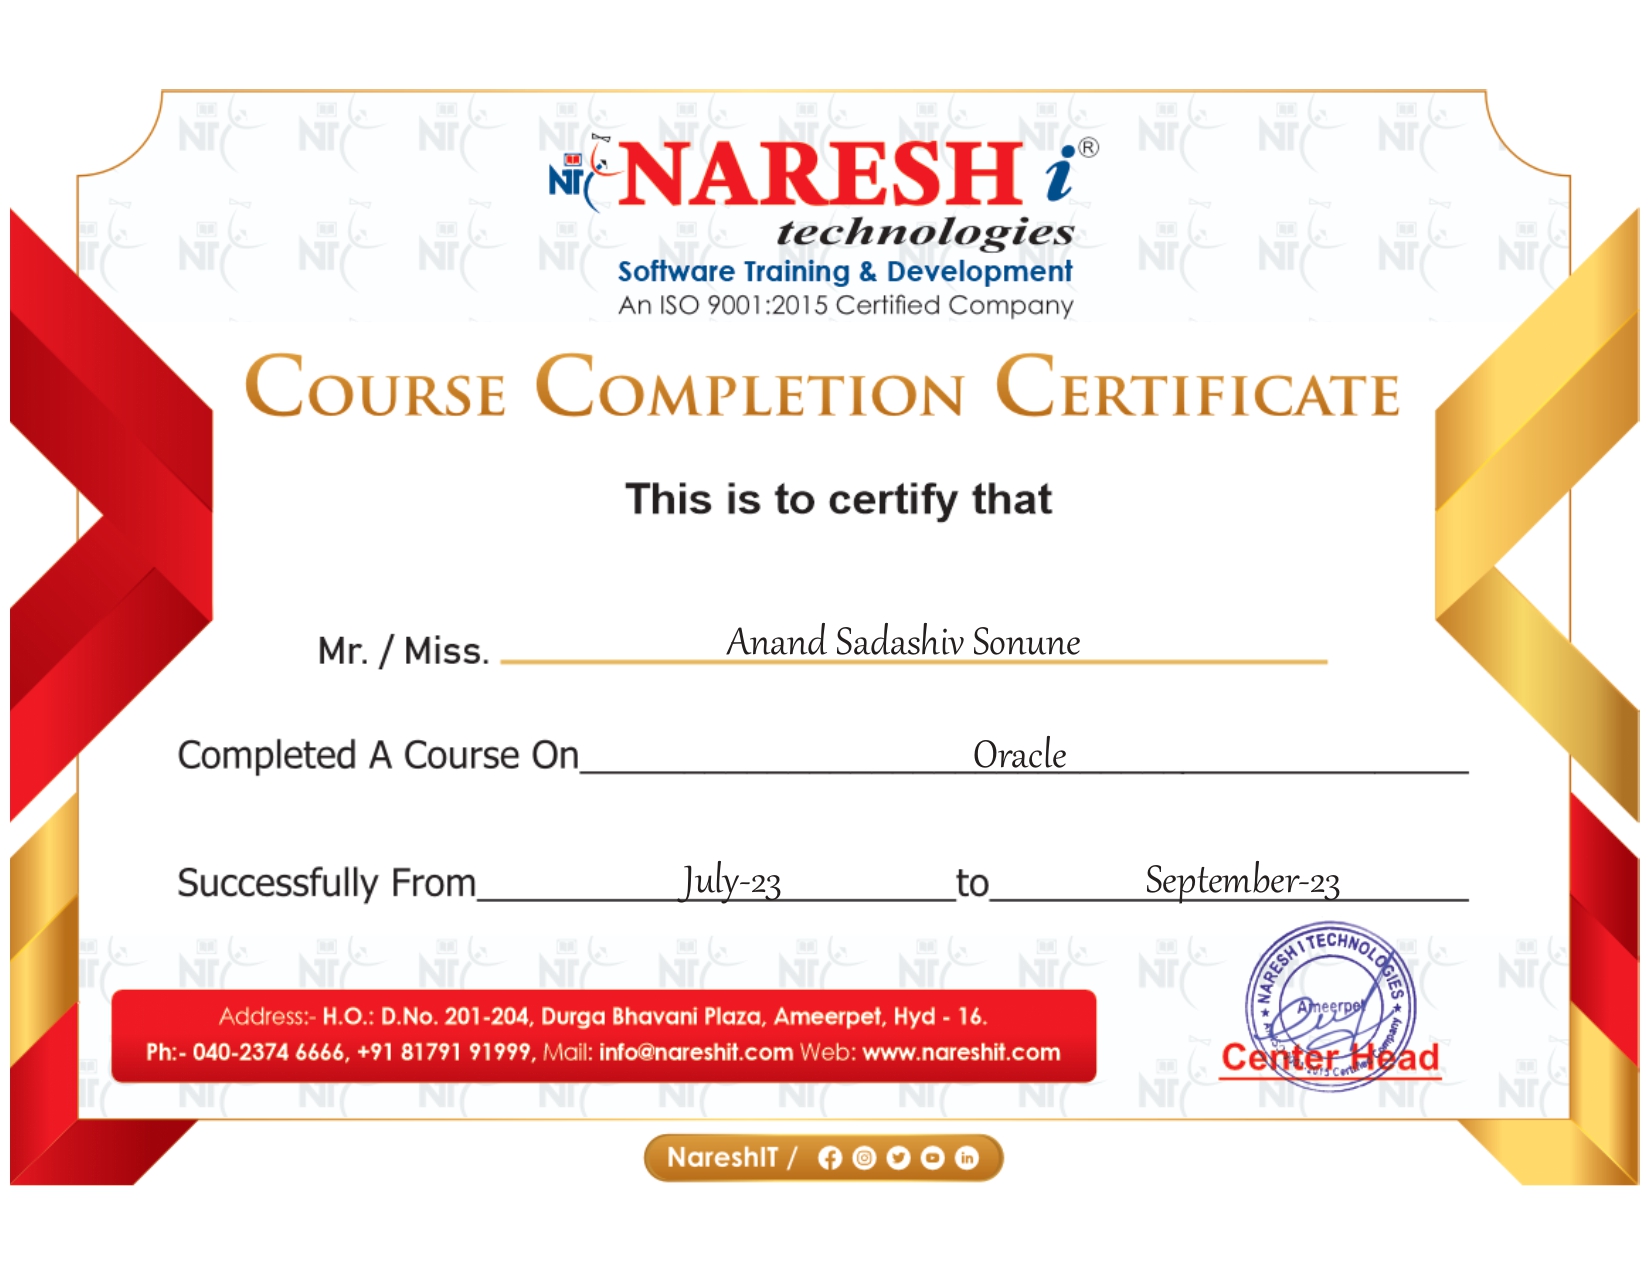 NARESH i®
technologies
Software Training & Development
An ISO 9001:2015 Certified Company
COURSE COMPLETION CERTIFICATE
This is to certify that
Mr. / Miss. Anand Sadashiv Sonune
Completed A Course On Oracle
Successfully From July-23 to September-23
NARESH I TECHNOLOGIES
Ameerpet
Address:- H.O.: D.No. 201-204, Durga Bhavani Plaza, Ameerpet, Hyd - 16.
Ph:- 040-2374 6666, +91 81791 91999, Mail: info@nareshit.com Web: www.nareshit.com
Center Head
NareshIT /